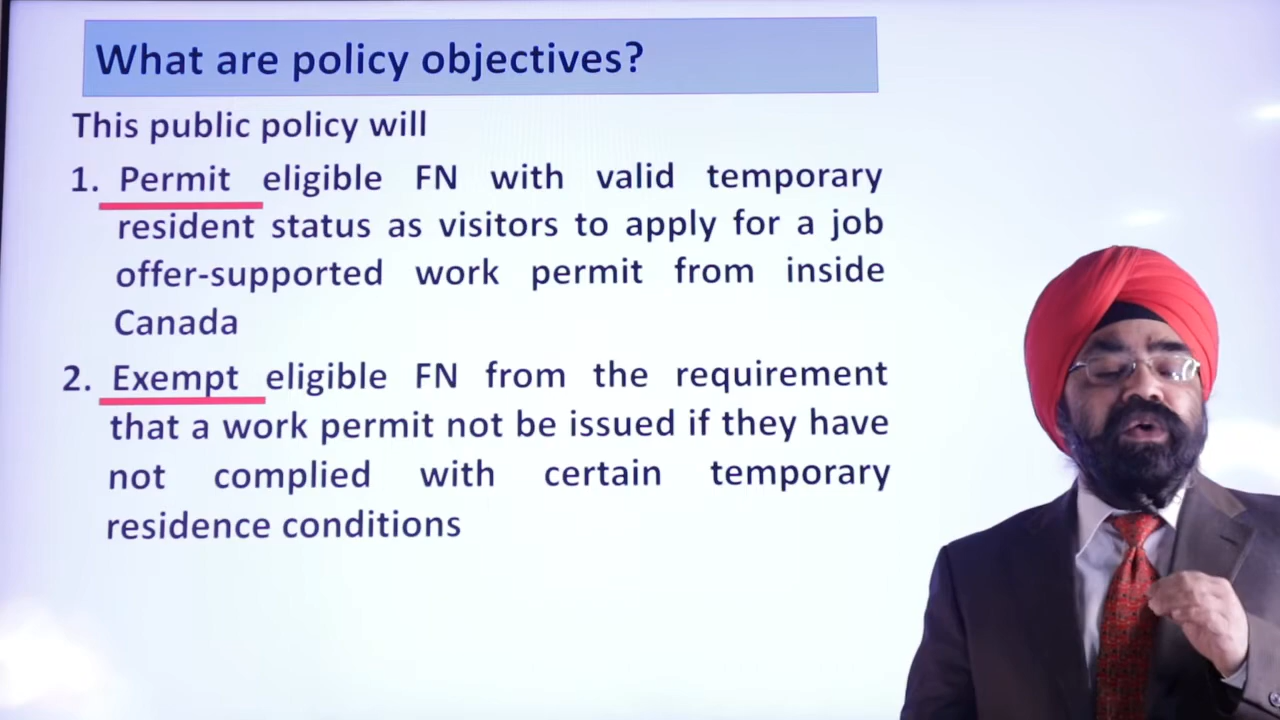 What are policy objectives?
This public policy will
1. Permit eligible FN with valid temporary
resident status as visitors to apply for a job
offer-supported work permit from inside
Canada
2. Exempt eligible FN from the requirement
that a work permit not be issued if they have
not complied with certain temporary
residence conditions